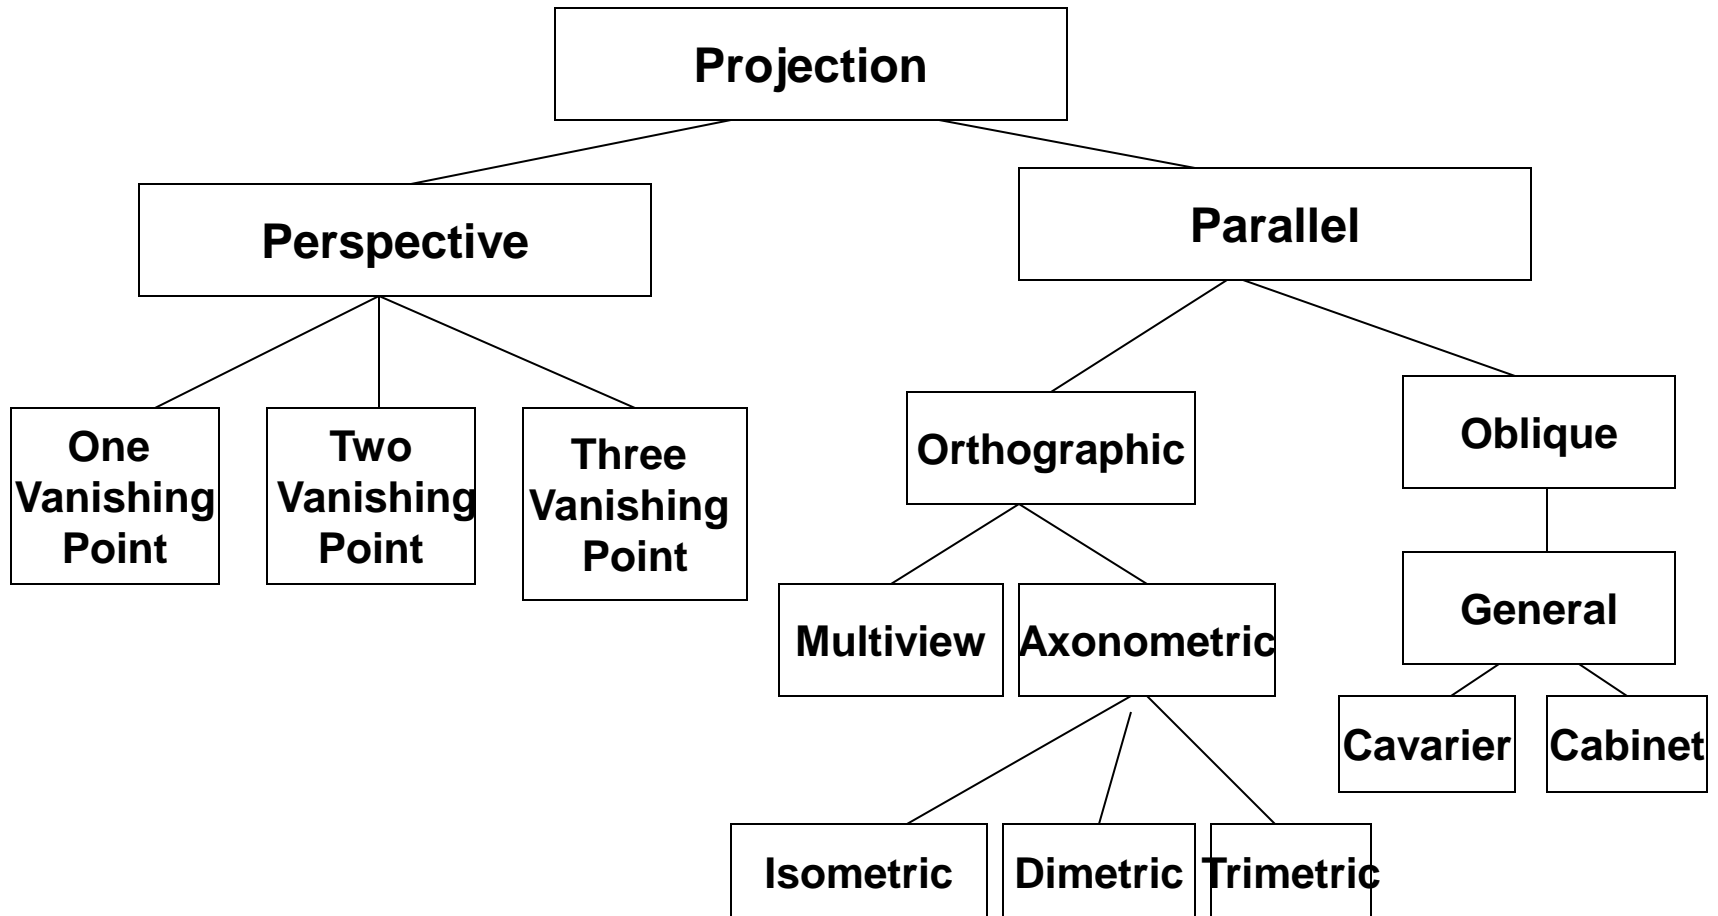 Projection
Perspective
Parallel
One
Vanishing
Point
Two
Vanishing
Point
Three
Vanishing
Point
Orthographic
Oblique
Multiview
Axonometric
General
Cavarier
Cabinet
Isometric
Dimetric
Trimetric